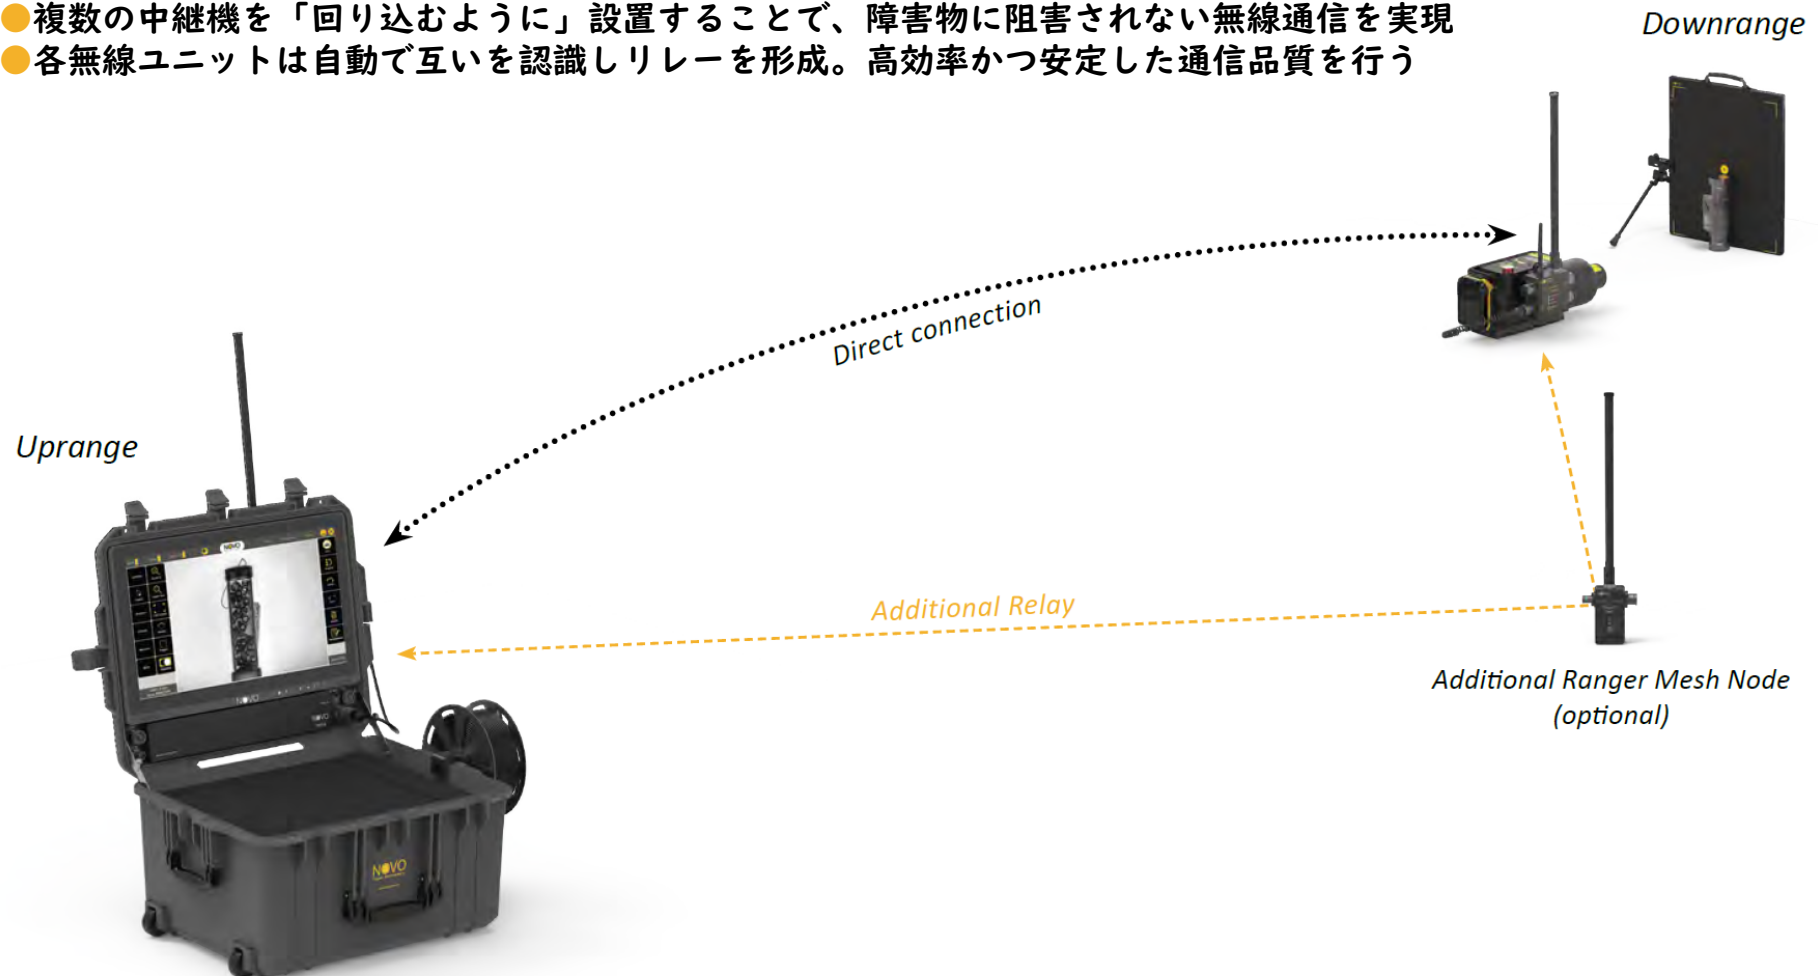 ●複数の中継機を「回り込むように」設置することで、障害物に阻害されない無線通信を実現
●各無線ユニットは自動で互いを認識しリレーを形成。高効率かつ安定した通信品質を行う
Downrange
Direct connection
Uprange
NOVO
NOVO
NOVO
Additional Relay
Additional Ranger Mesh Node
(optional)
NOVO